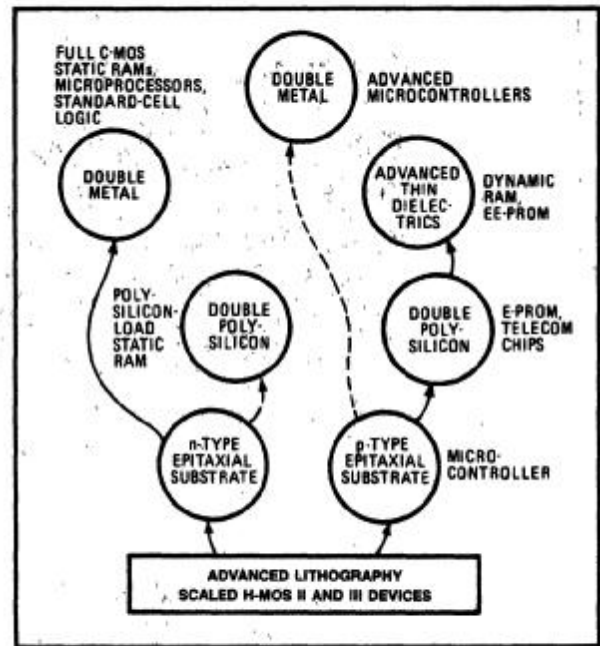 FULL C-MOS
STATIC RAMs,
MICROPROCESSORS,
STANDARD-CELL
LOGIC
DOUBLE
METAL
DOUBLE
METAL
ADVANCED
MICROCONTROLLERS
ADVANCED
THIN
DIELEC-
TRICS
DYNAMIC
RAM,
EE-PROM
POLY-
SILICON-
LOAD
STATIC
RAM
DOUBLE
POLY-
SILICON
DOUBLE
POLY-
SILICON
E-PROM,
TELECOM
CHIPS
n-TYPE
EPITAXIAL
SUBSTRATE
p-TYPE
EPITAXIAL
SUBSTRATE
MICRO-
CONTROLLER
ADVANCED LITHOGRAPHY
SCALED H-MOS II AND III DEVICES